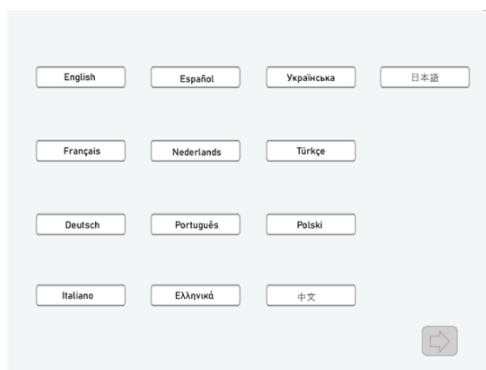 English
Español
Українська
日本語
Français
Nederlands
Türkçe
Deutsch
Português
Polski
Italiano
Ελληνικά
中文